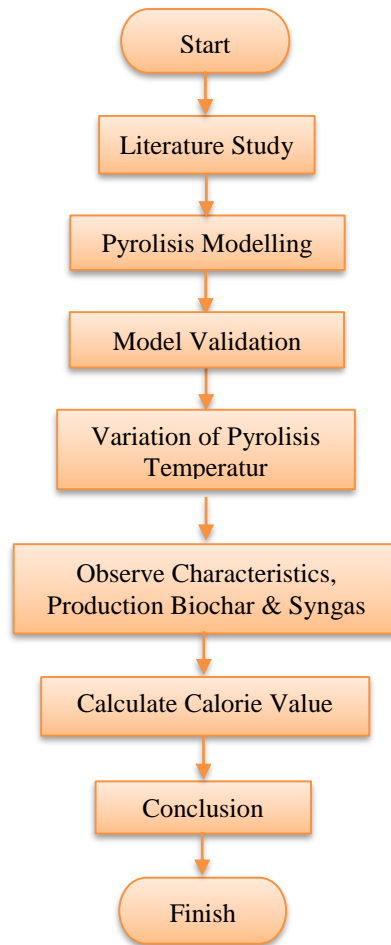 Start
Literature Study
Pyrolisis Modelling
Model Validation
Variation of Pyrolisis
Temperatur
Observe Characteristics,
Production Biochar & Syngas
Calculate Calorie Value
Conclusion
Finish